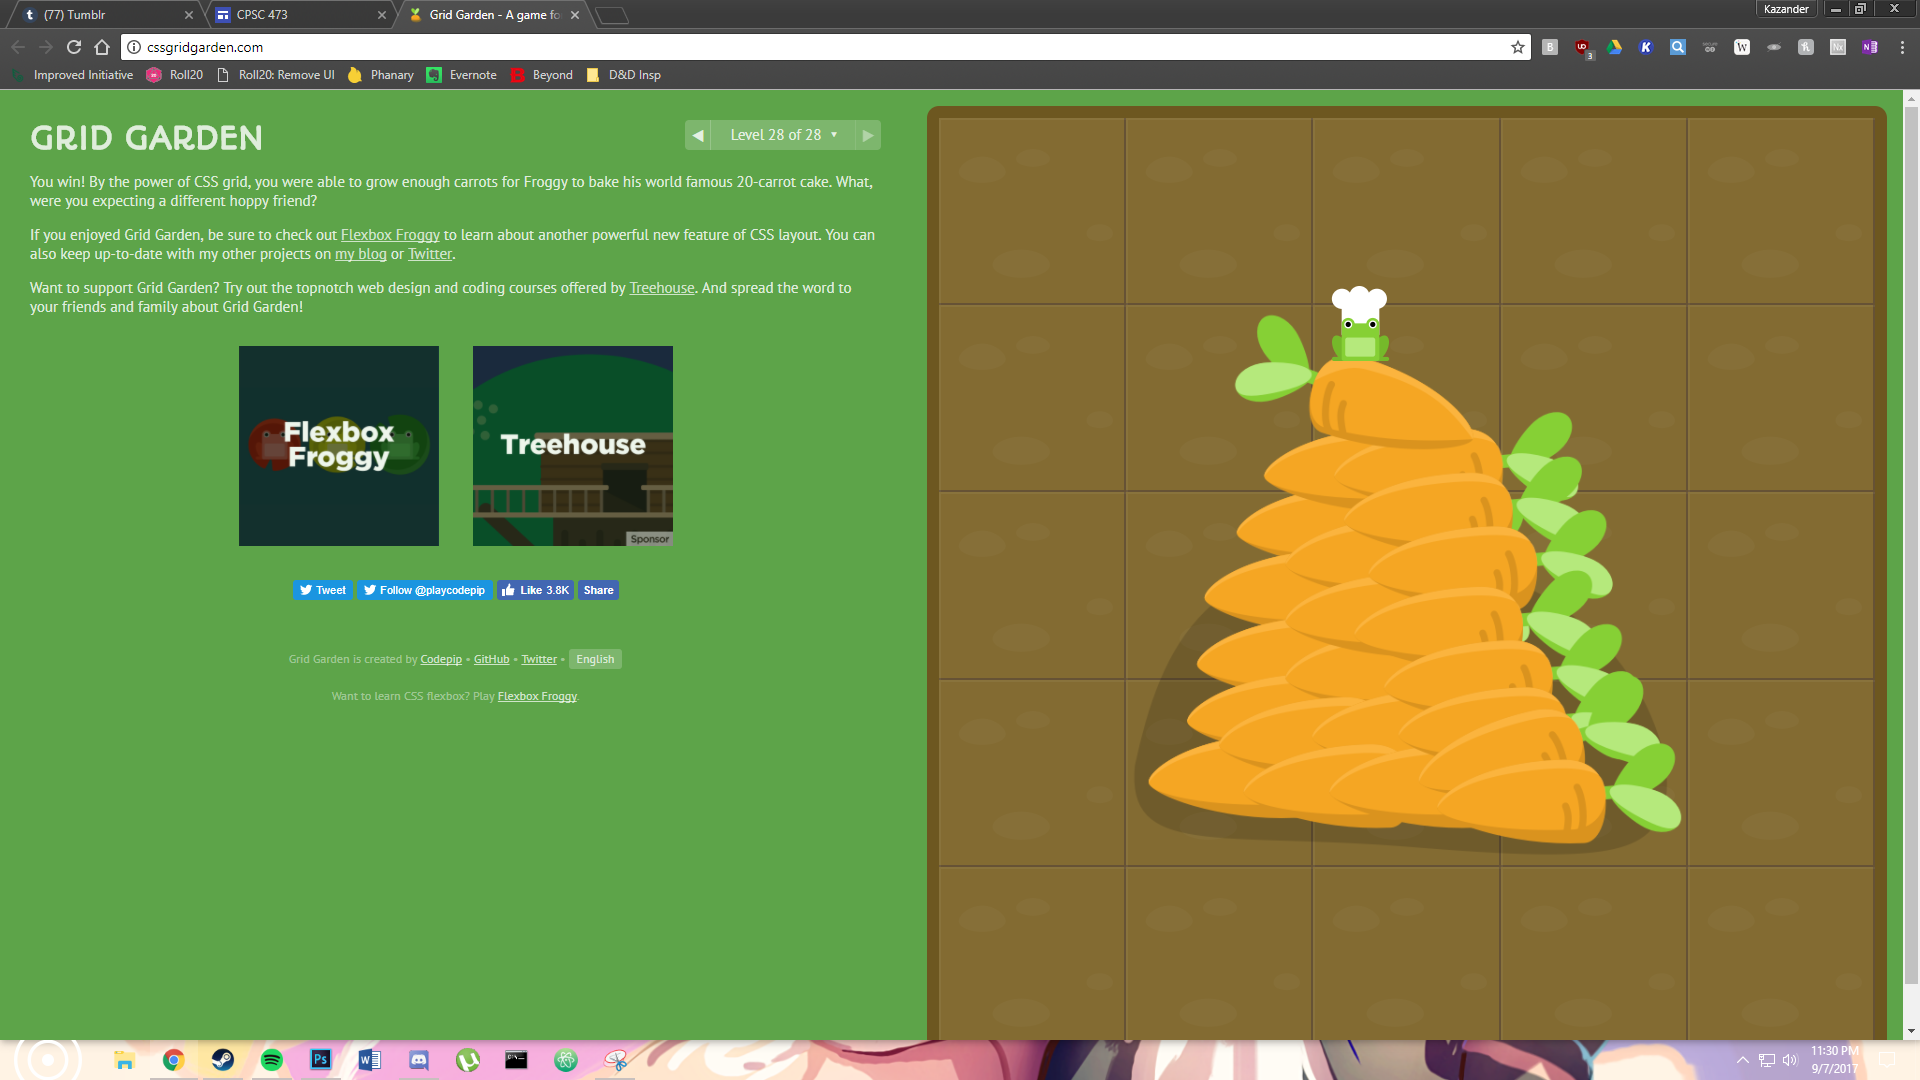 (77) Tumblr
CPSC 473
Grid Garden - A game fo
Kazander
cssgridgarden.com
Improved Initiative
Roll20
Roll20: Remove UI
Phanary
Evernote
Beyond
D&D Insp
GRID GARDEN
Level 28 of 28
You win! By the power of CSS grid, you were able to grow enough carrots for Froggy to bake his world famous 20-carrot cake. What,
were you expecting a different hoppy friend?
If you enjoyed Grid Garden, be sure to check out Flexbox Froggy to learn about another powerful new feature of CSS layout. You can
also keep up-to-date with my other projects on my blog or Twitter.
Want to support Grid Garden? Try out the topnotch web design and coding courses offered by Treehouse. And spread the word to
your friends and family about Grid Garden!
Flexbox
Froggy
Treehouse
Sponsor
Tweet
Follow @playcodepip
Like 3.8K
Share
Grid Garden is created by Codepip • GitHub • Twitter • English
Want to learn CSS flexbox? Play Flexbox Froggy.
11:30 PM
9/7/2017